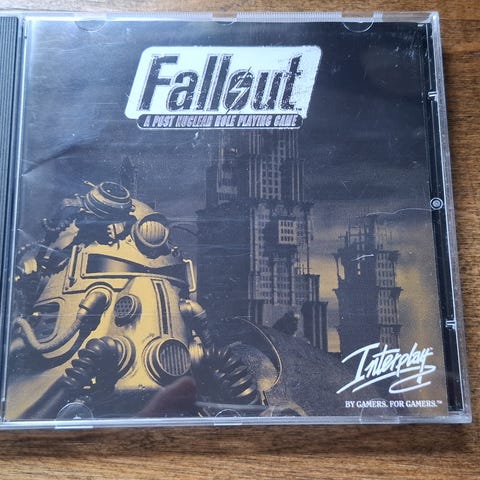 Fallout
A POST NUCLEAR ROLE PLAYING GAME
Interplay
BY GAMERS. FOR GAMERS.™